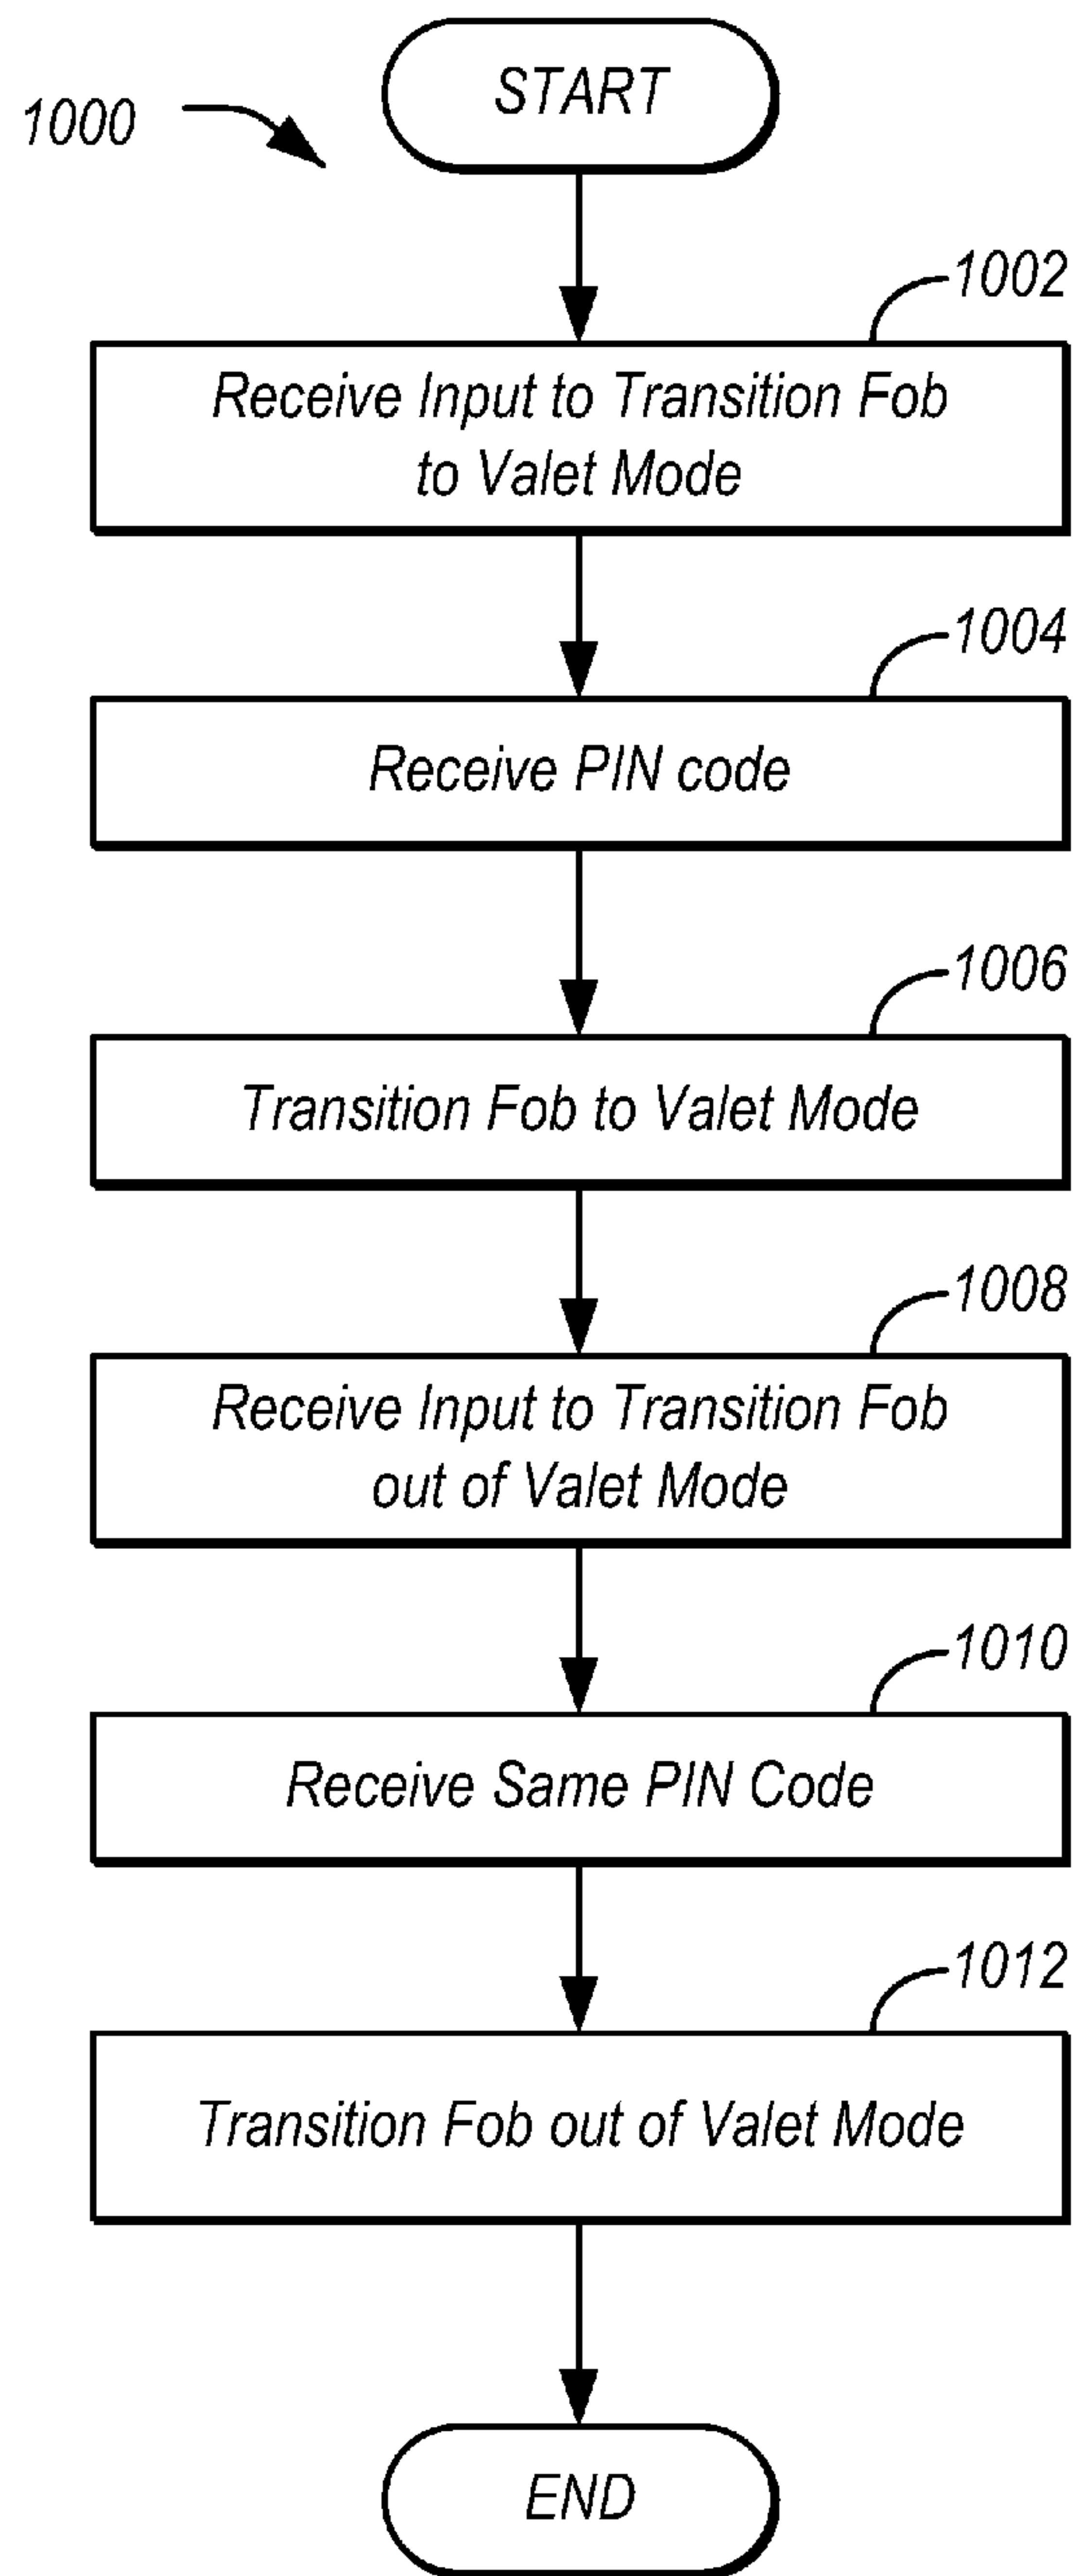 START
1000
1002
Receive Input to Transition Fob
to Valet Mode
1004
Receive PIN code
1006
Transition Fob to Valet Mode
1008
Receive Input to Transition Fob
out of Valet Mode
1010
Receive Same PIN Code
1012
Transition Fob out of Valet Mode
END